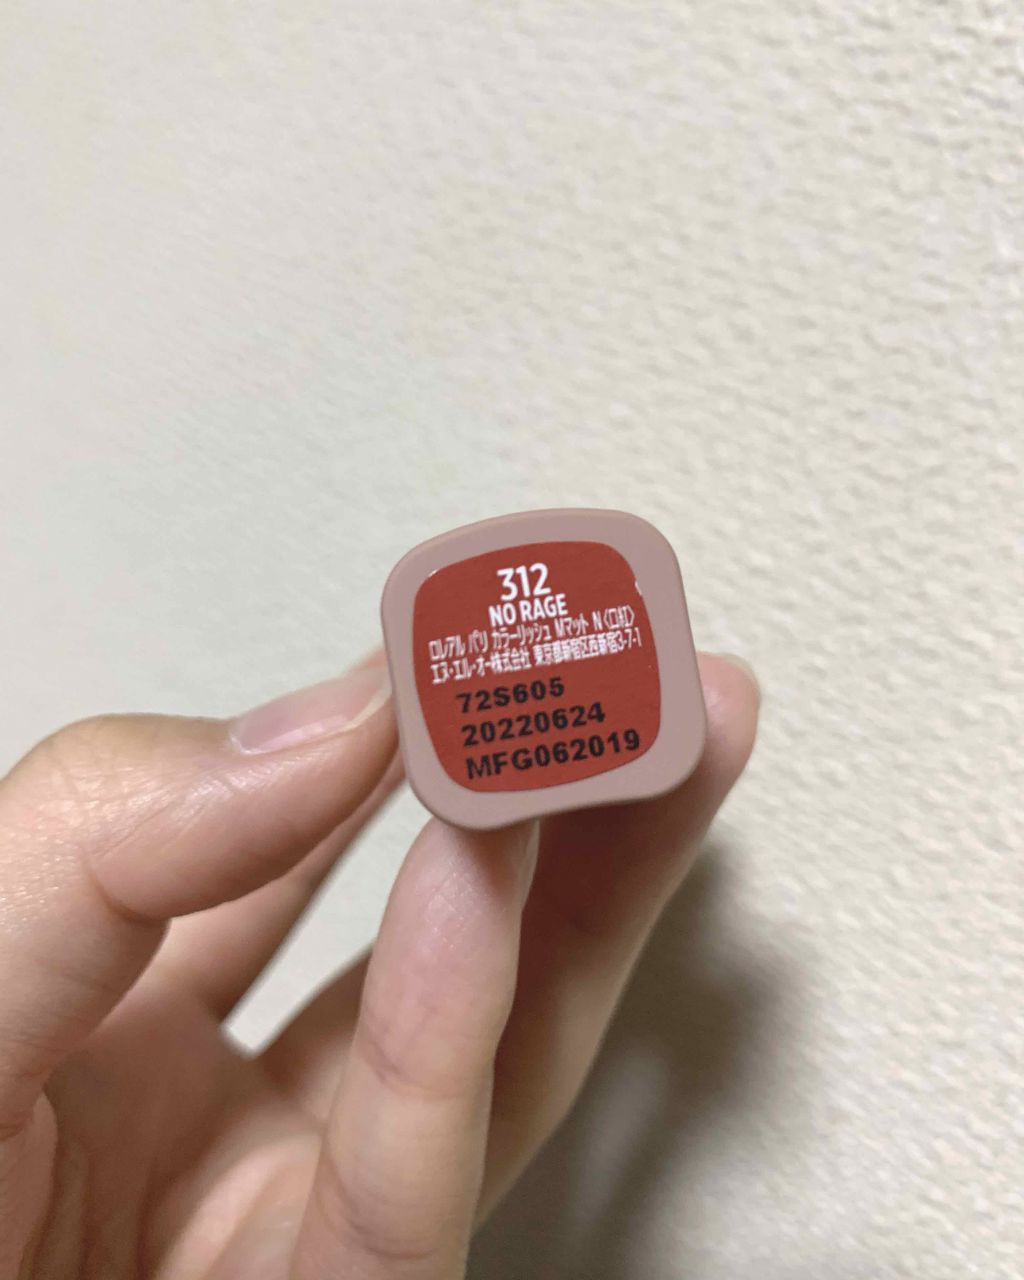 312
NO RAGE
ロレアル パリ カラーリッシュ Mマット N〈口紅〉
エヌ・エル・オー株式会社 東京都新宿区西新宿3-7-1
72S605
20220624
MFG062019